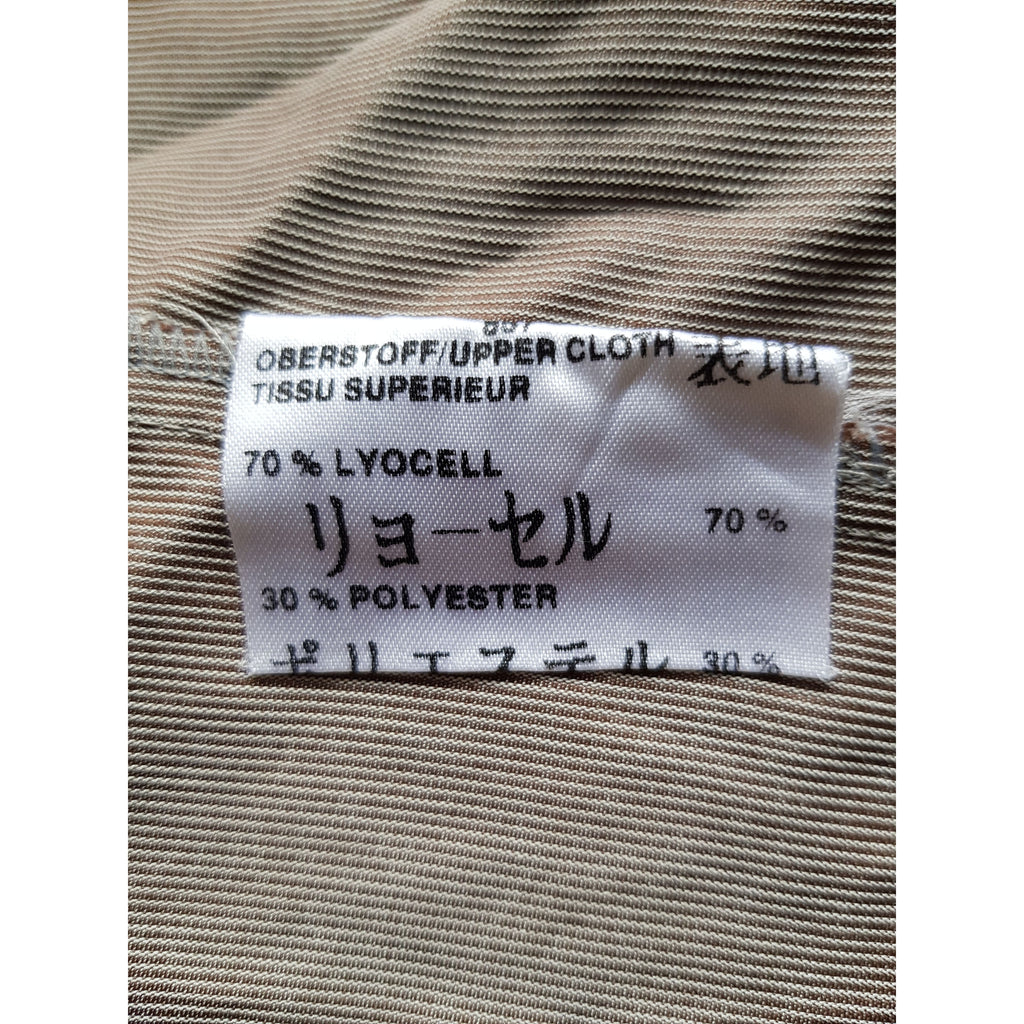 OBERSTOFF/UPPER CLOTH 表地
TISSU SUPERIEUR
70 % LYOCELL
リヨーセル 70 %
30 % POLYESTER
ポリエステル 30 %